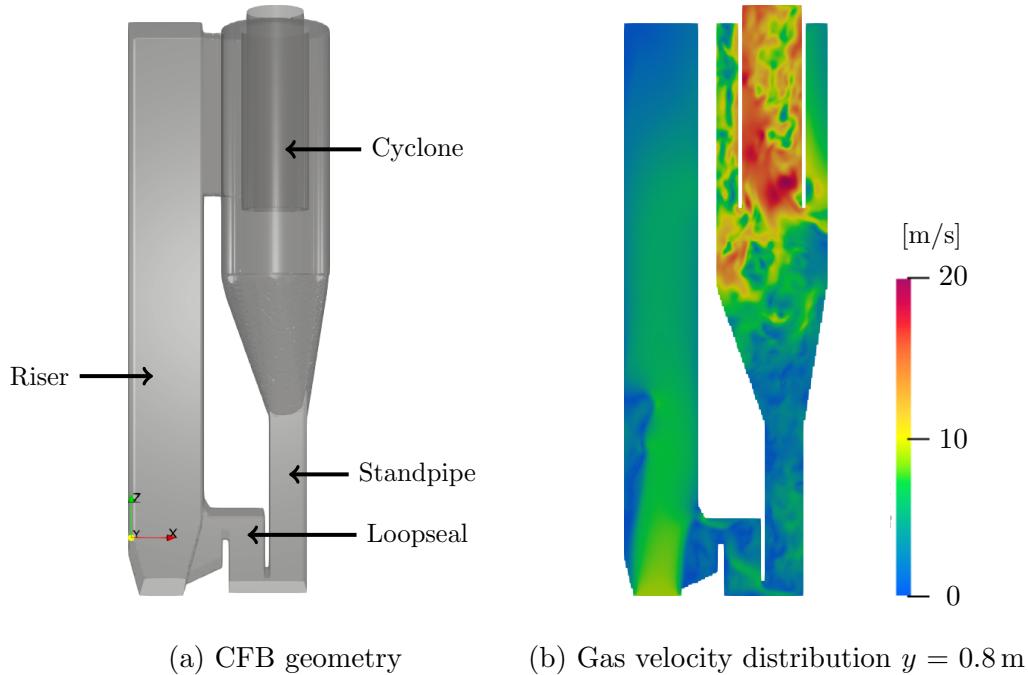 Cyclone
Riser
Standpipe
Loopseal
Z
Y
X
[m/s]
20
10
0
(a) CFB geometry
(b) Gas velocity distribution y = 0.8 m